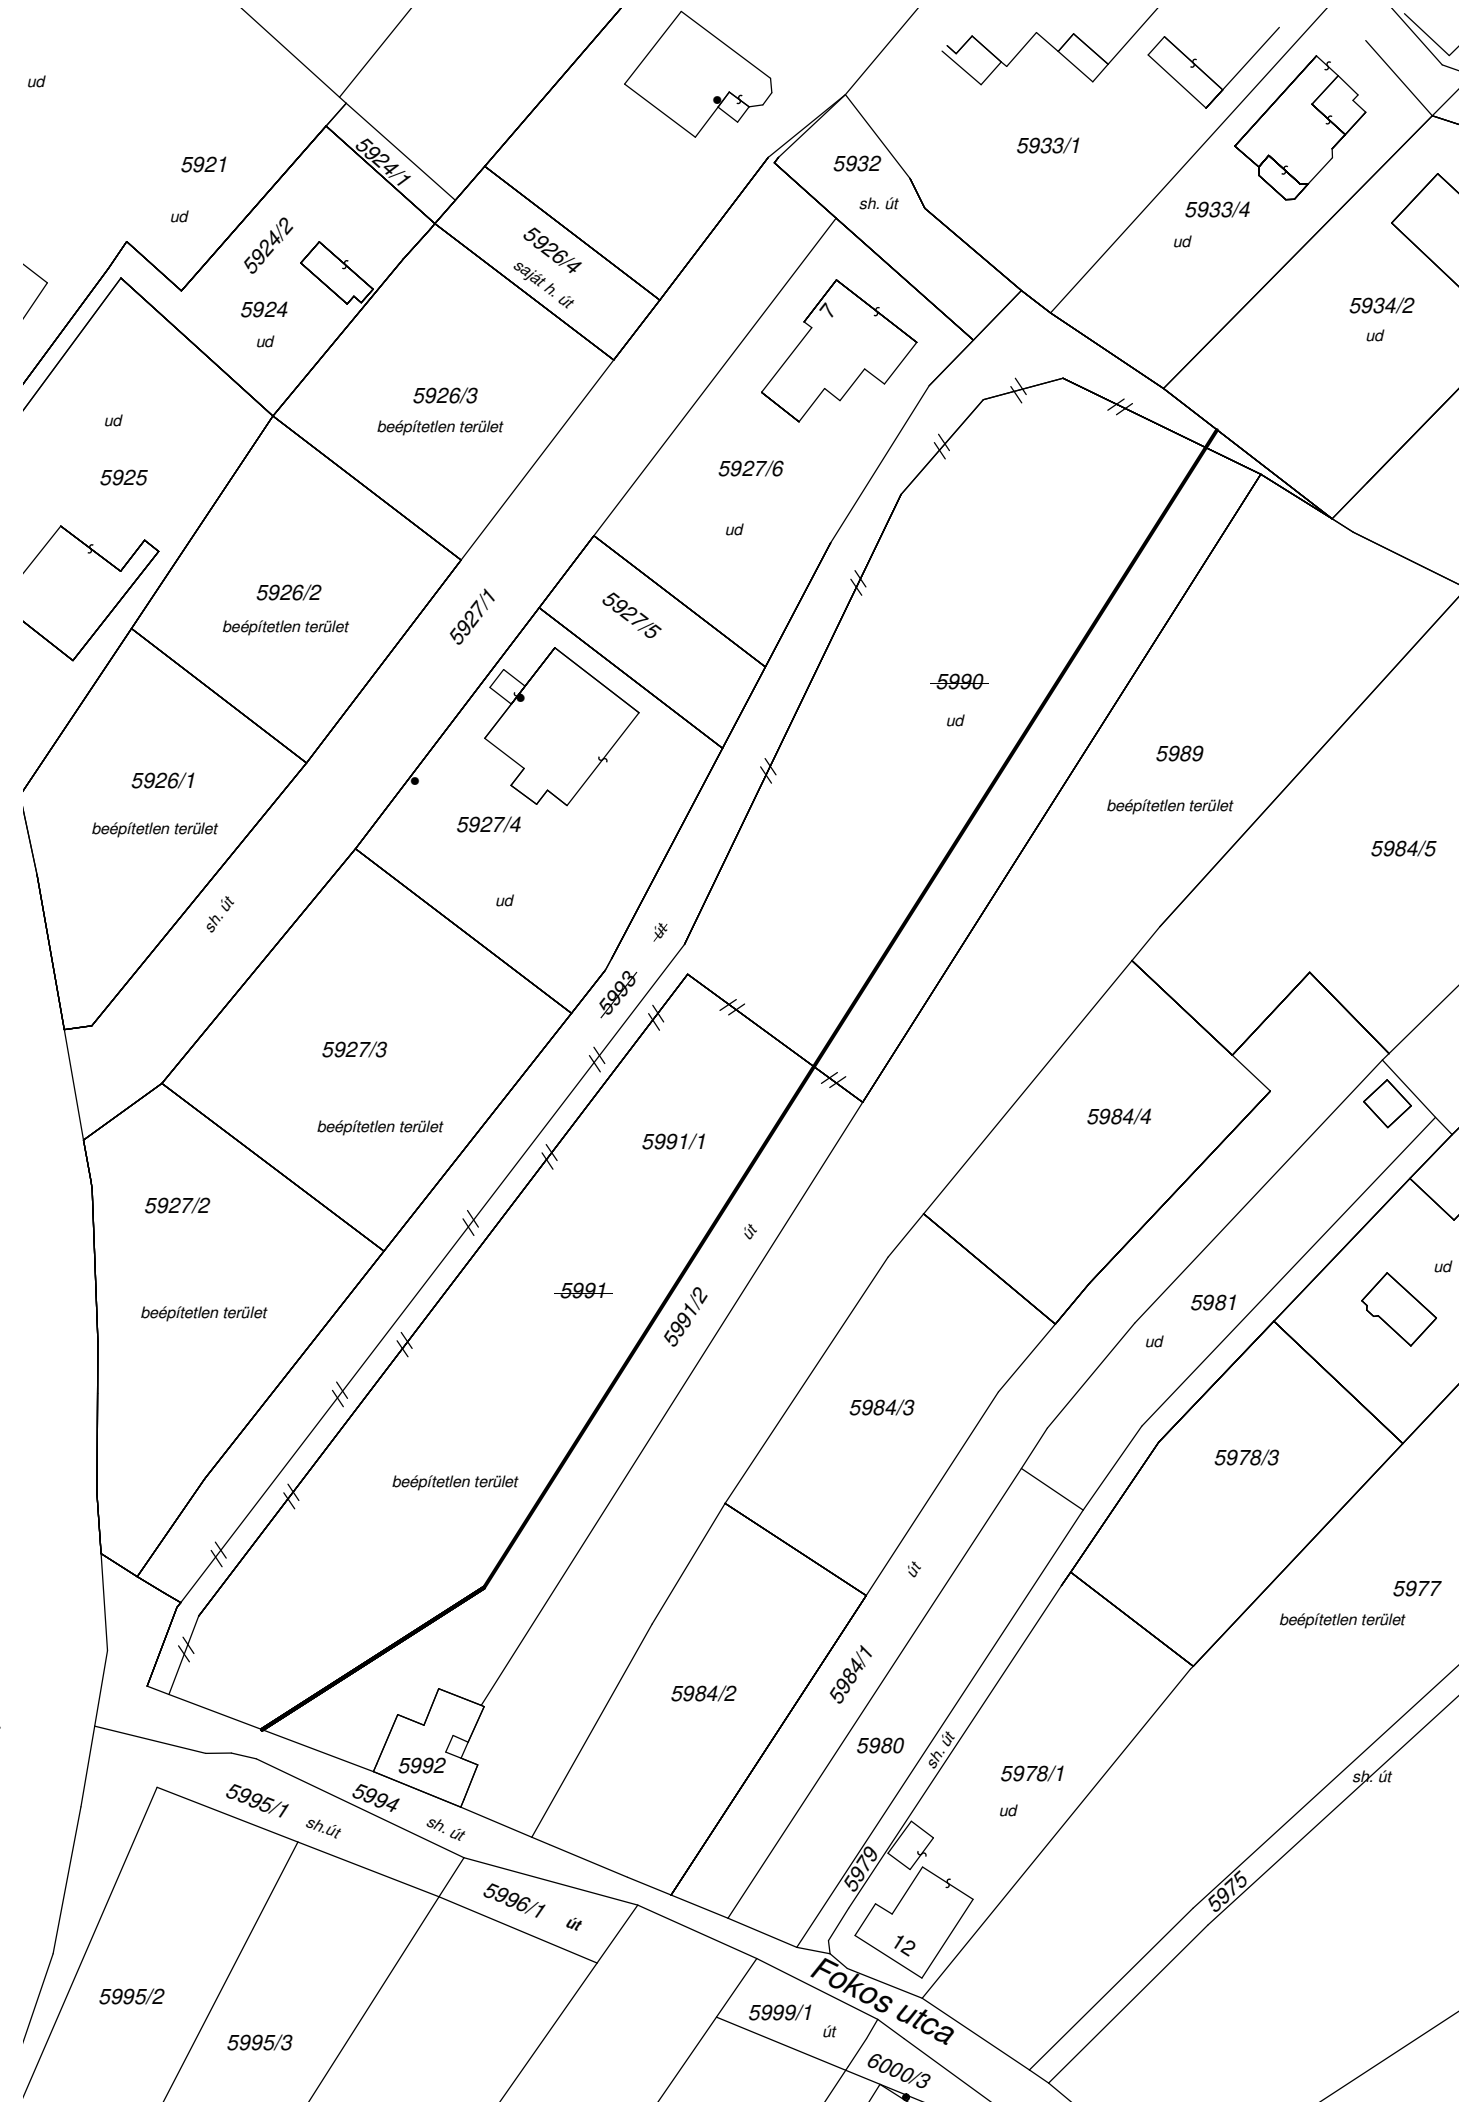 ud
5921
ud
5924/1
5924/2
5924
ud
5926/4
saját h. út
5932
sh. út
5933/1
5933/4
ud
5934/2
ud
7
ud
5925
5926/3
beépítetlen terület
5927/6
ud
5926/2
beépítetlen terület
5927/1
5927/5
5990
ud
5989
beépítetlen terület
5984/5
5926/1
beépítetlen terület
5927/4
ud
sh. út
út
5993
5927/3
beépítetlen terület
5991/1
5984/4
5927/2
beépítetlen terület
5991
út
5991/2
5981
ud
ud
5984/3
5978/3
beépítetlen terület
út
5977
beépítetlen terület
5984/2
5984/1
5980
sh. út
5978/1
ud
sh. út
5992
5994
sh. út
5995/1
sh.út
5979
12
5975
5996/1
út
Fokos utca
5995/2
5995/3
5999/1
út
6000/3